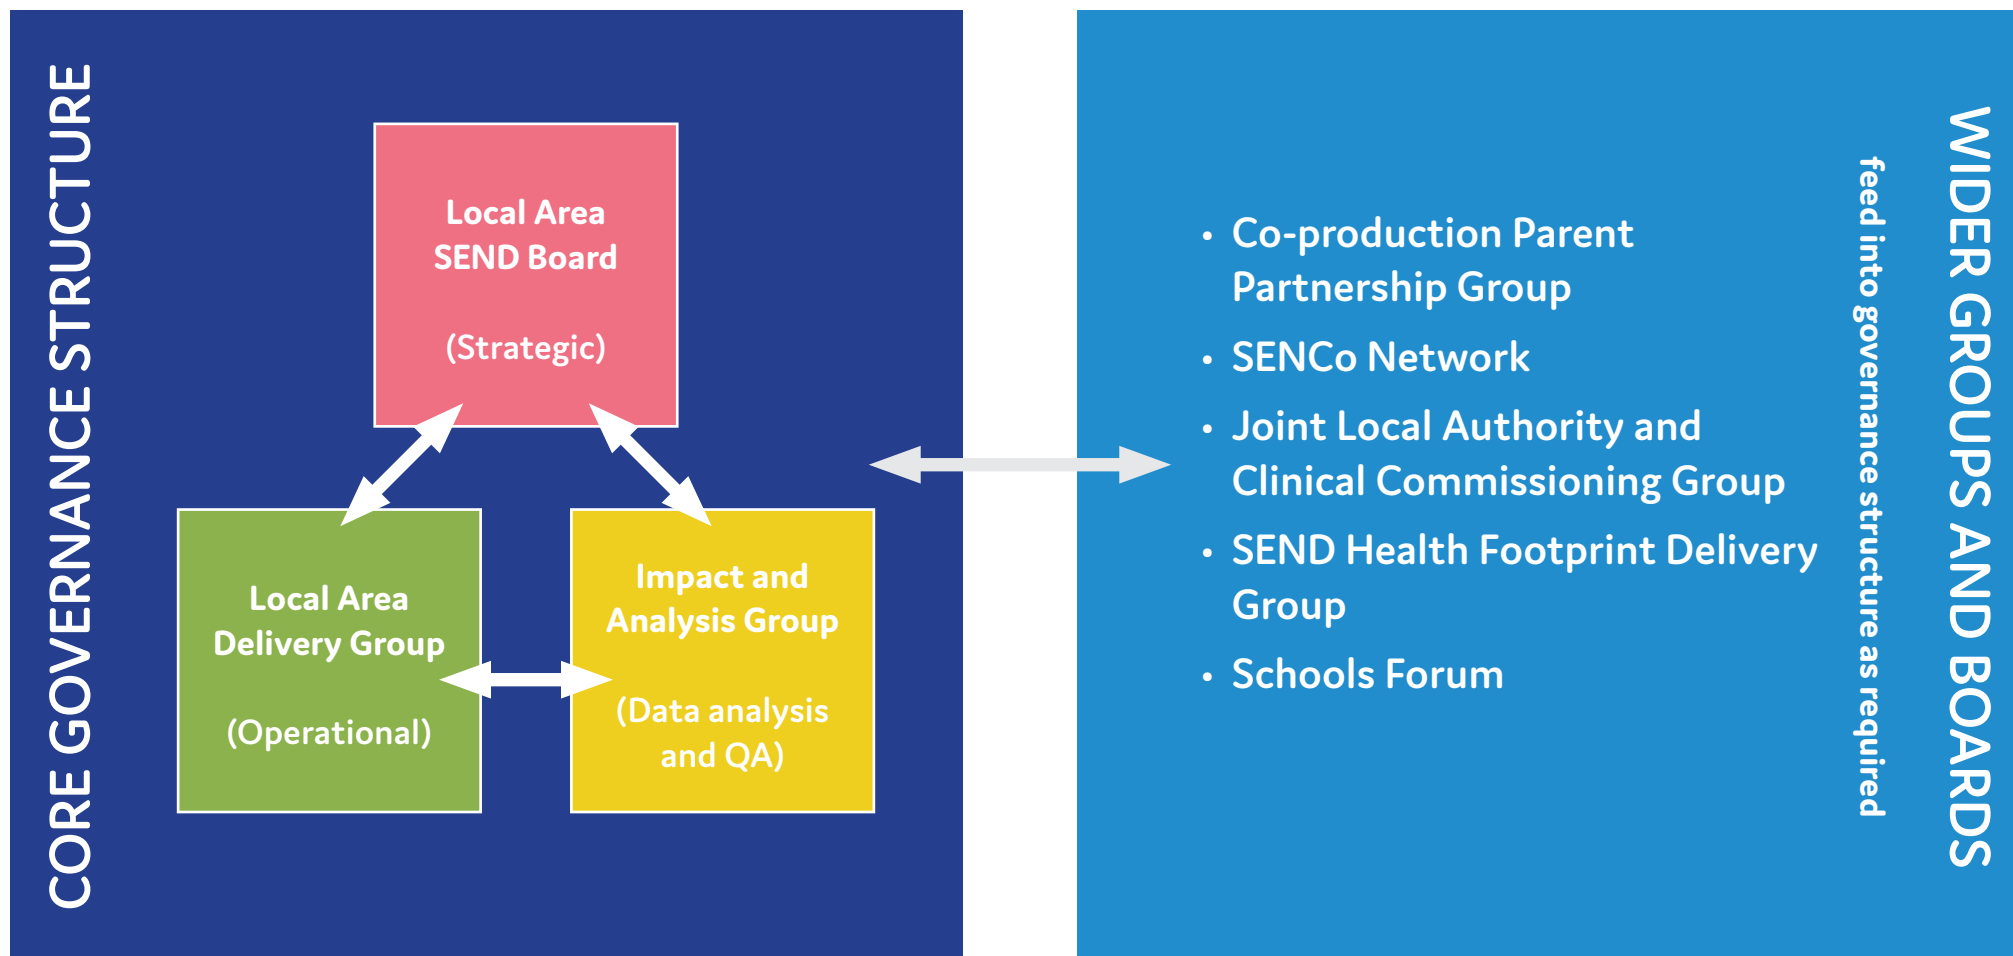 CORE GOVERNANCE STRUCTURE
Local Area
SEND Board
(Strategic)
Local Area
Delivery Group
(Operational)
Impact and
Analysis Group
(Data analysis
and QA)
• Co-production Parent
Partnership Group
• SENCo Network
• Joint Local Authority and
Clinical Commissioning Group
• SEND Health Footprint Delivery
Group
• Schools Forum
WIDER GROUPS AND BOARDS
feed into governance structure as required